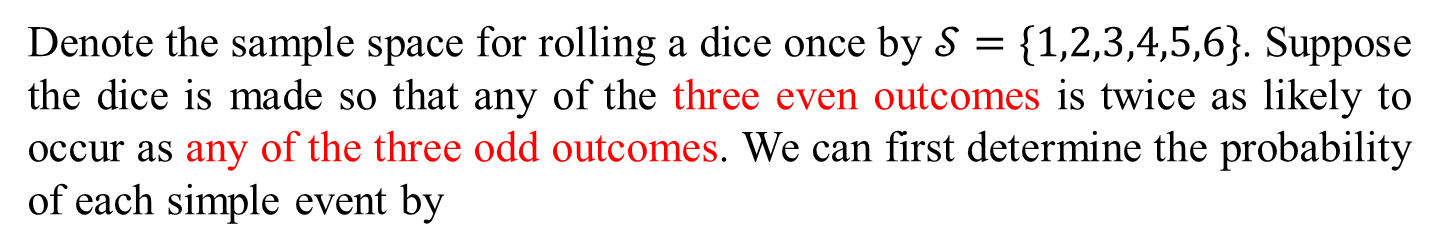 Denote the sample space for rolling a dice once by 𝒮 = {1,2,3,4,5,6}. Suppose
the dice is made so that any of the three even outcomes is twice as likely to
occur as any of the three odd outcomes. We can first determine the probability
of each simple event by